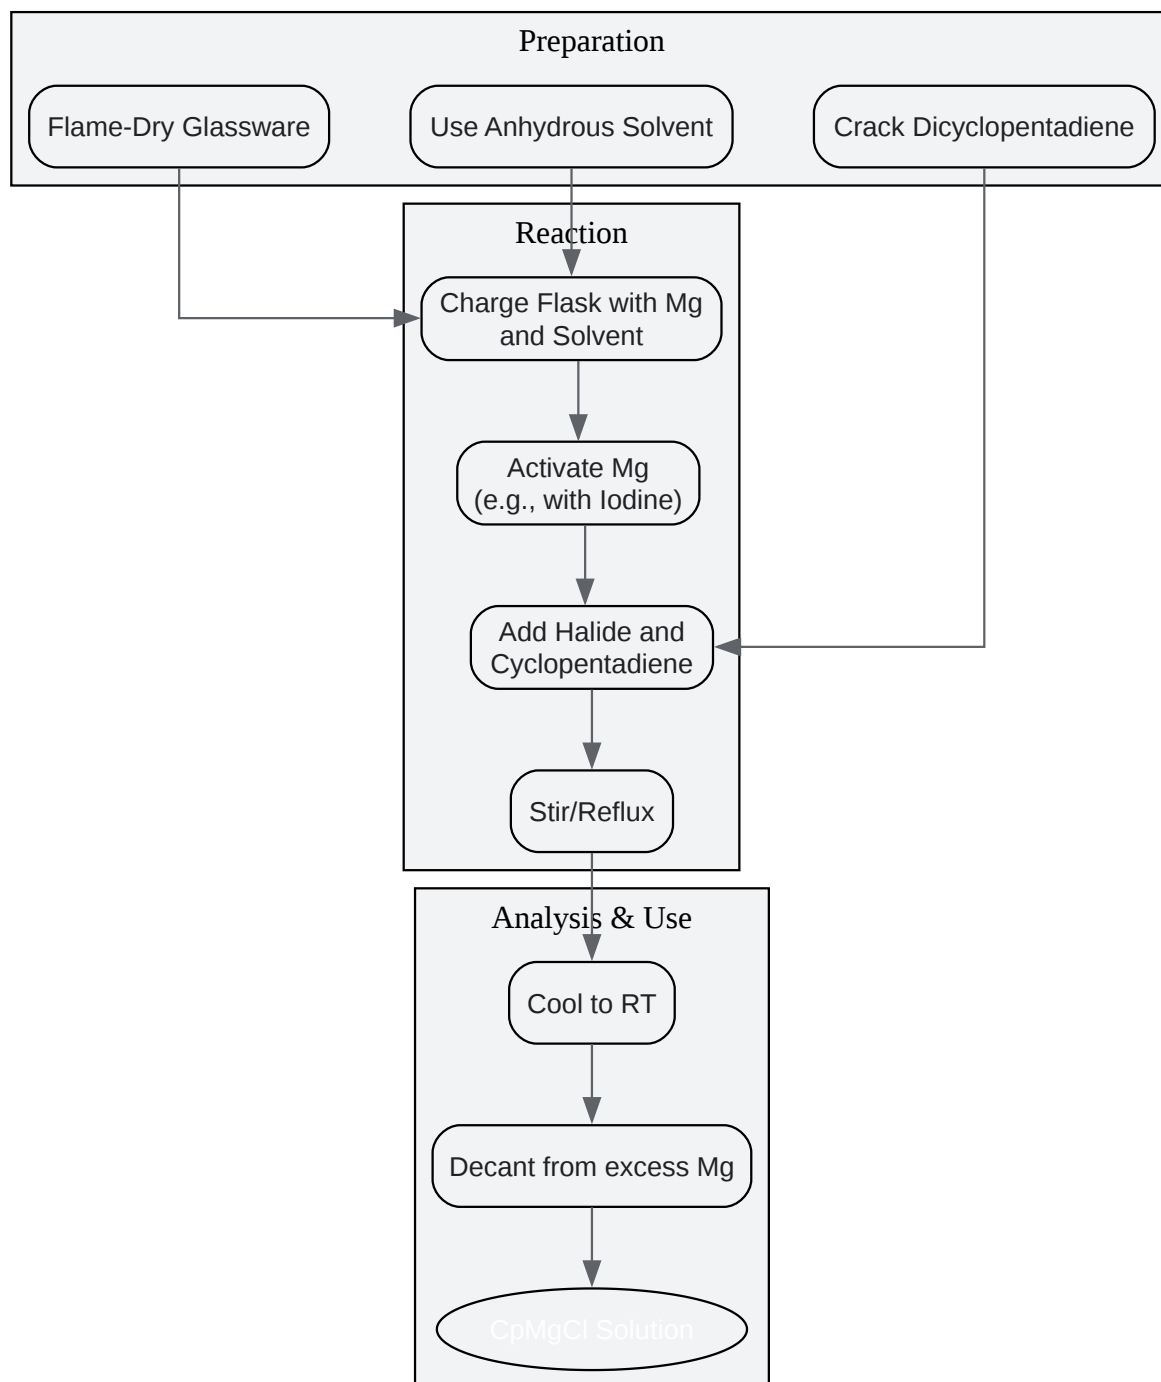 Preparation
Flame-Dry Glassware
Use Anhydrous Solvent
Crack Dicyclopentadiene
Reaction
Charge Flask with Mg
and Solvent
Activate Mg
(e.g., with Iodine)
Add Halide and
Cyclopentadiene
Stir/Reflux
Analysis & Use
Cool to RT
Decant from excess Mg
CpMgCl Solution